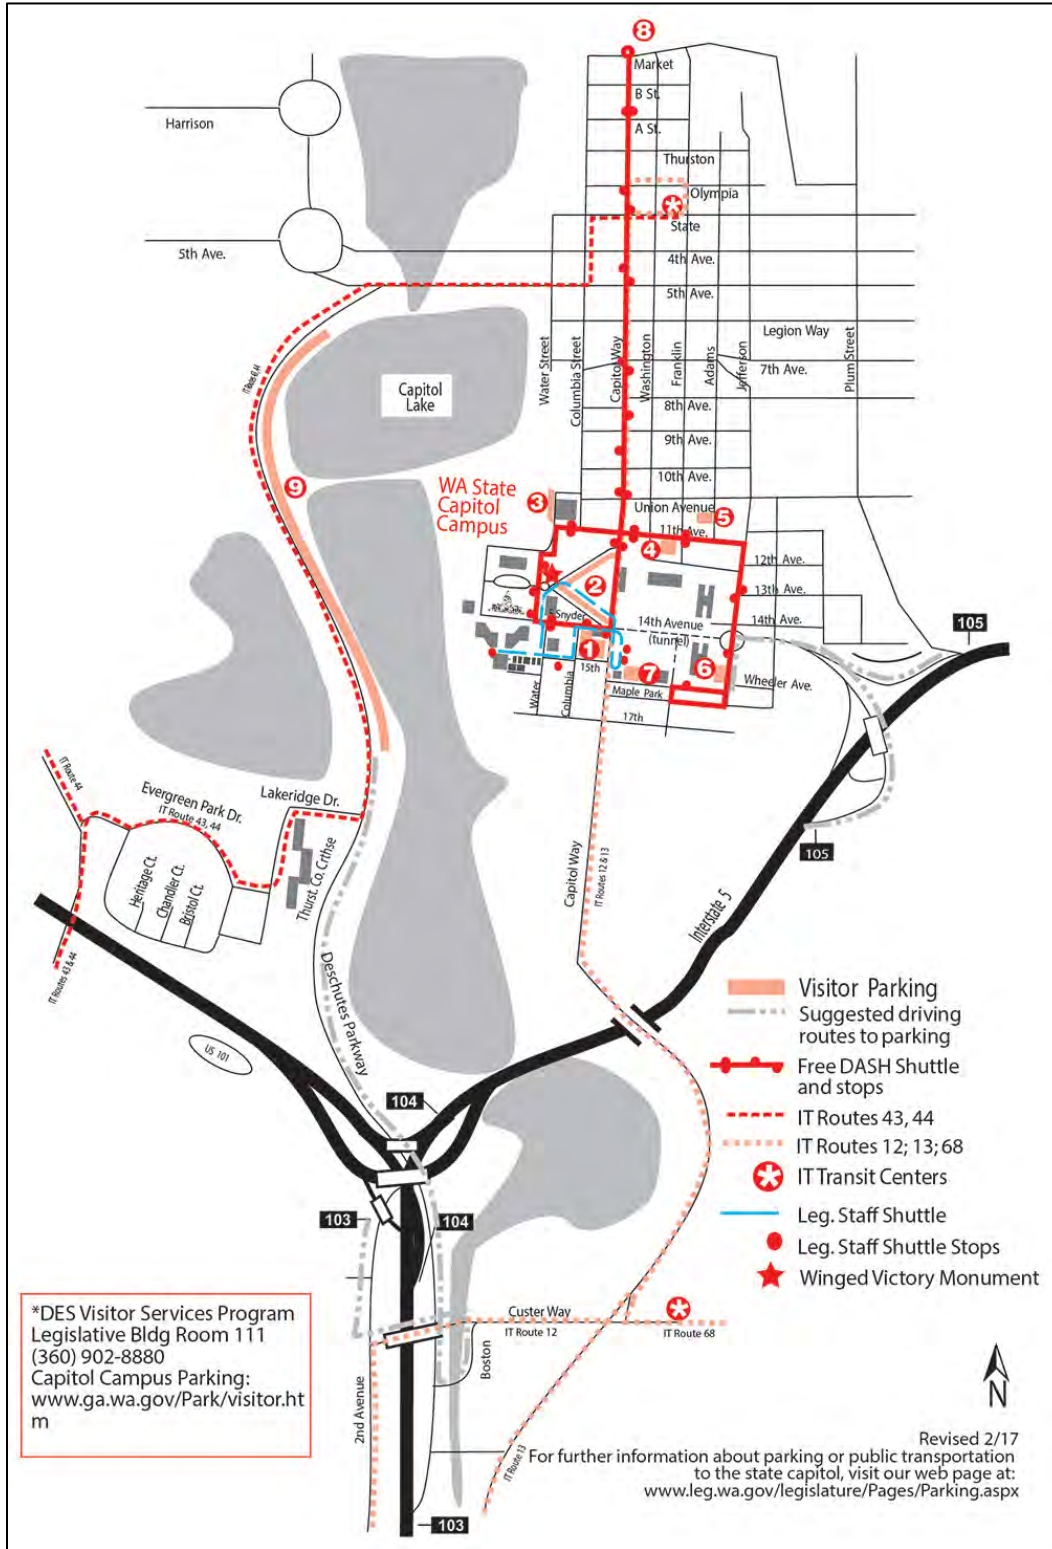 8
Market
B St.
A St.
Harrison
Thurston
Olympia
State
5th Ave.
4th Ave.
5th Ave.
Legion Way
7th Ave.
Water Street
Columbia Street
Capitol Way
Washington
Franklin
Adams
Jefferson
Plum Street
8th Ave.
9th Ave.
10th Ave.
Capitol
Lake
9
WA State
Capitol
Campus
3
Union Avenue
5
11th Ave.
4
12th Ave.
2
13th Ave.
Snyder
14th Avenue
(tunnel)
14th Ave.
105
1
15th
7
6
Wheeler Ave.
Maple Park
17th
Water
Columbia
IT Route 44
Evergreen Park Dr.
IT Route 43, 44
Lakeridge Dr.
Heritage Ct.
Chandler Ct.
Bristol Ct.
Thurst. Co. Crthse
IT Routes 43 & 44
Capitol Way
IT Routes 12 & 13
105
Interstate 5
Deschutes Parkway
US 101
104
103
104
Visitor Parking
Suggested driving
routes to parking
Free DASH Shuttle
and stops
IT Routes 43, 44
IT Routes 12; 13; 68
IT Transit Centers
Leg. Staff Shuttle
Leg. Staff Shuttle Stops
Winged Victory Monument
Custer Way
IT Route 12
IT Route 68
Boston
2nd Avenue
IT Route 13
103
*DES Visitor Services Program
Legislative Bldg Room 111
(360) 902-8880
Capitol Campus Parking:
www.ga.wa.gov/Park/visitor.ht
m
N
Revised 2/17
For further information about parking or public transportation
to the state capitol, visit our web page at:
www.leg.wa.gov/legislature/Pages/Parking.aspx